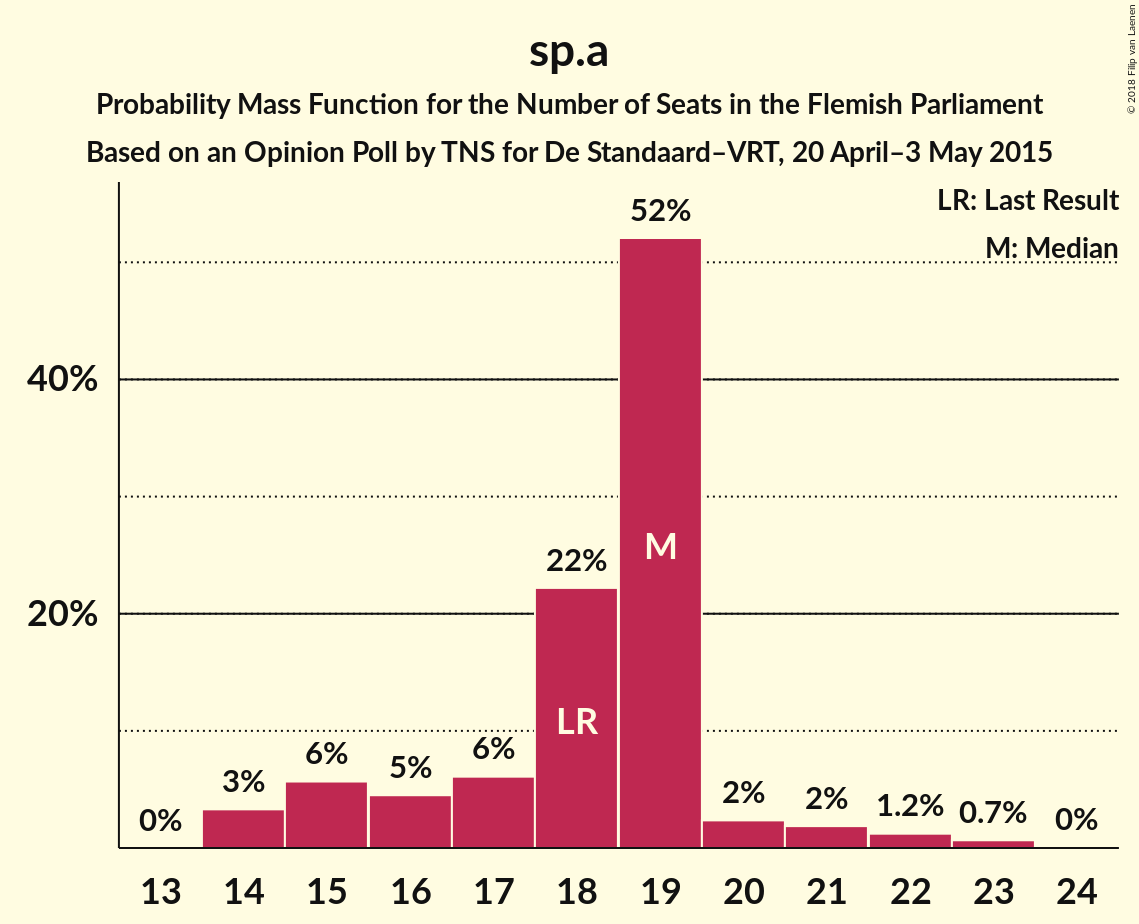 sp.a
Probability Mass Function for the Number of Seats in the Flemish Parliament
Based on an Opinion Poll by TNS for De Standaard–VRT, 20 April–3 May 2015
© 2018 Filip van Laenen
LR: Last Result
M: Median
40%
20%
0%
3%
6%
5%
6%
22%
52%
2%
2%
1.2%
0.7%
0%
LR
M
13 14 15 16 17 18 19 20 21 22 23 24